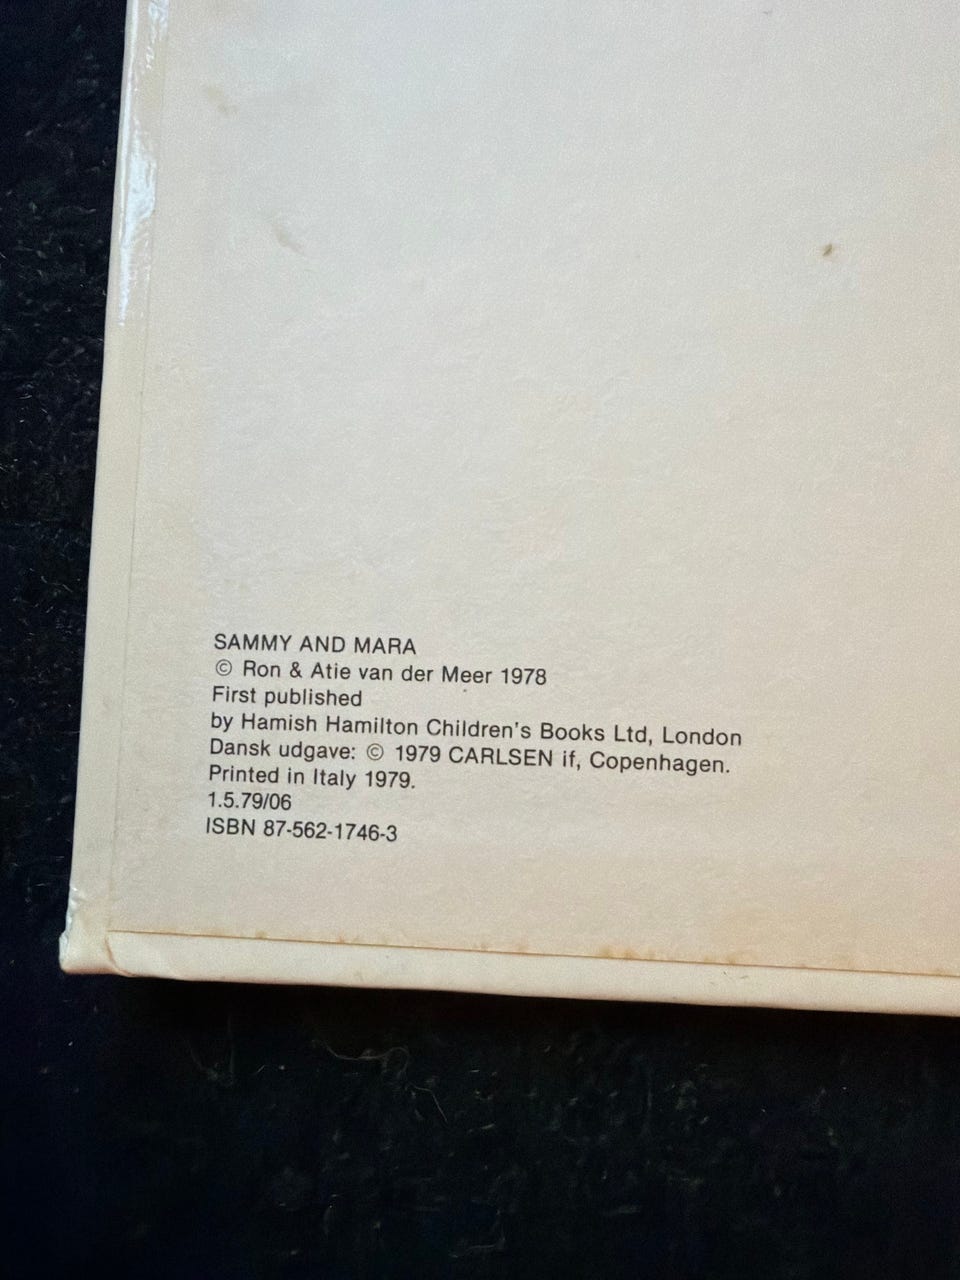 SAMMY AND MARA
© Ron & Atie van der Meer 1978
First published
by Hamish Hamilton Children's Books Ltd, London
Dansk udgave: © 1979 CARLSEN if, Copenhagen.
Printed in Italy 1979.
1.5.79/06
ISBN 87-562-1746-3